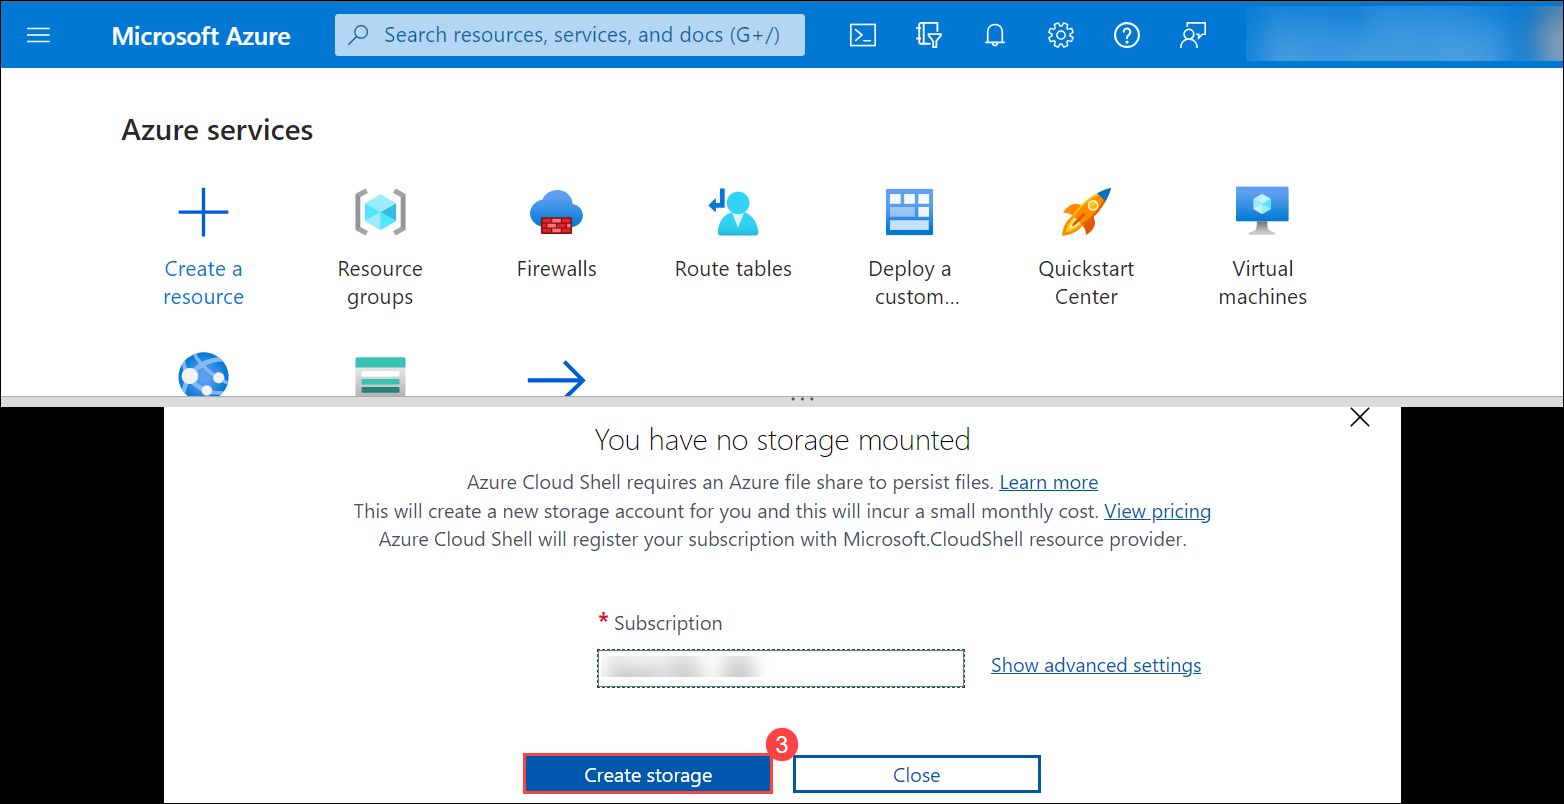 Microsoft Azure
Search resources, services, and docs (G+/)
Azure services
Create a
resource
Resource
groups
Firewalls
Route tables
Deploy a
custom...
Quickstart
Center
Virtual
machines
You have no storage mounted
Azure Cloud Shell requires an Azure file share to persist files. Learn more
This will create a new storage account for you and this will incur a small monthly cost. View pricing
Azure Cloud Shell will register your subscription with Microsoft.CloudShell resource provider.
* Subscription
Show advanced settings
3
Create storage
Close